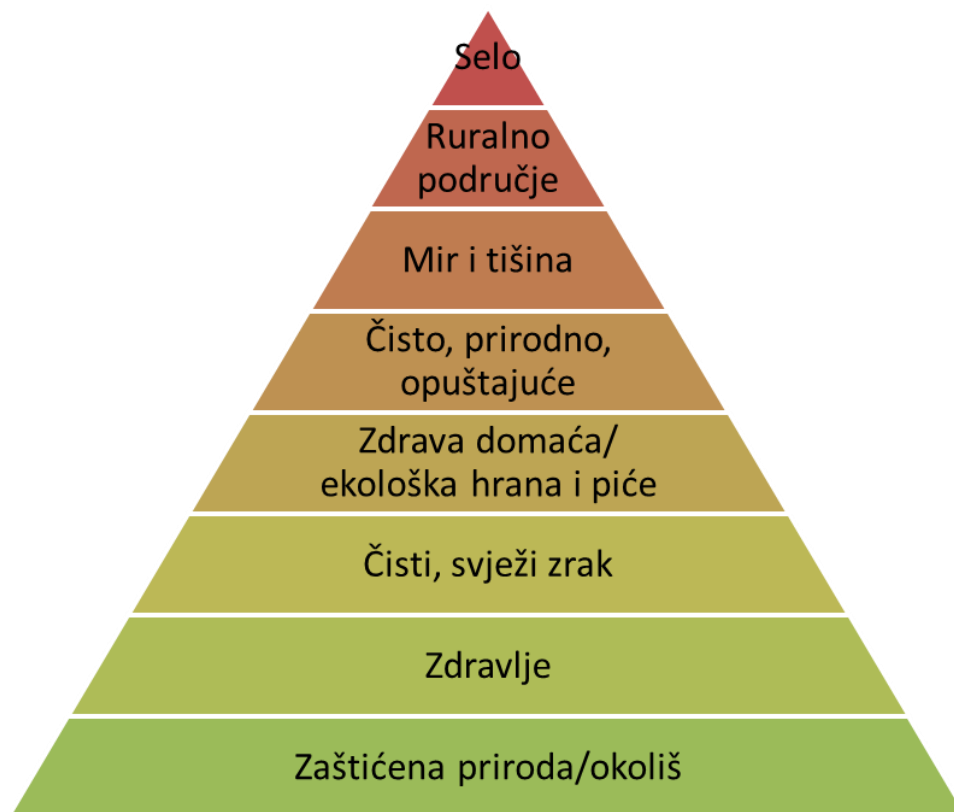 Selo
Ruralno
područje
Mir i tišina
Čisto, prirodno,
opuštajuće
Zdrava domaća/
ekološka hrana i piće
Čisti, svježi zrak
Zdravlje
Zaštićena priroda/okoliš